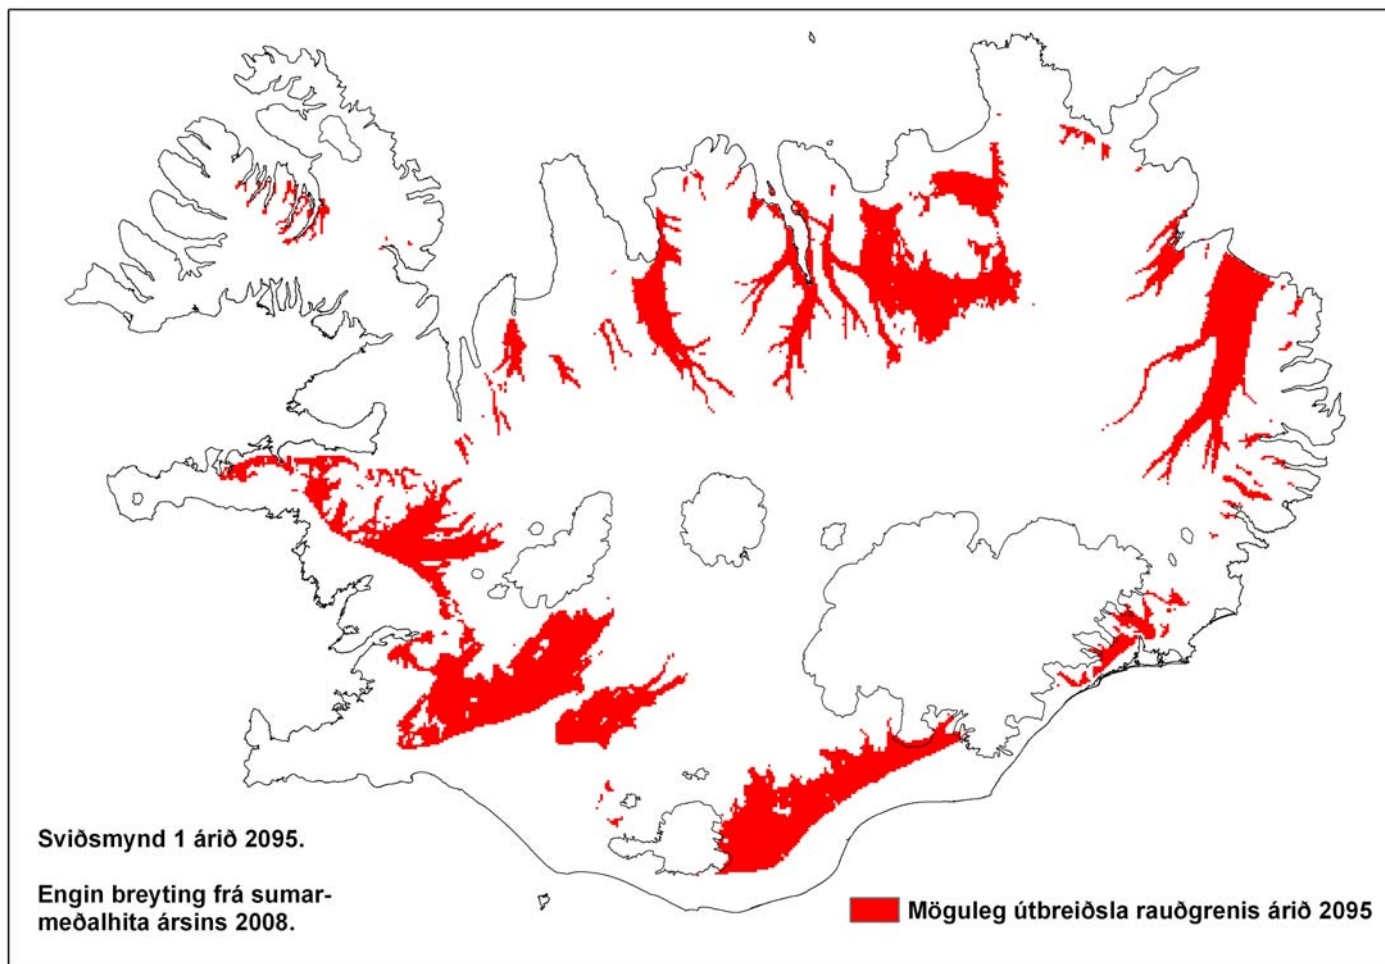 Sviðsmynd 1 árið 2095.
Engin breyting frá sumar-
meðalhita ársins 2008.
Möguleg útbreiðsla rauðgrenis árið 2095